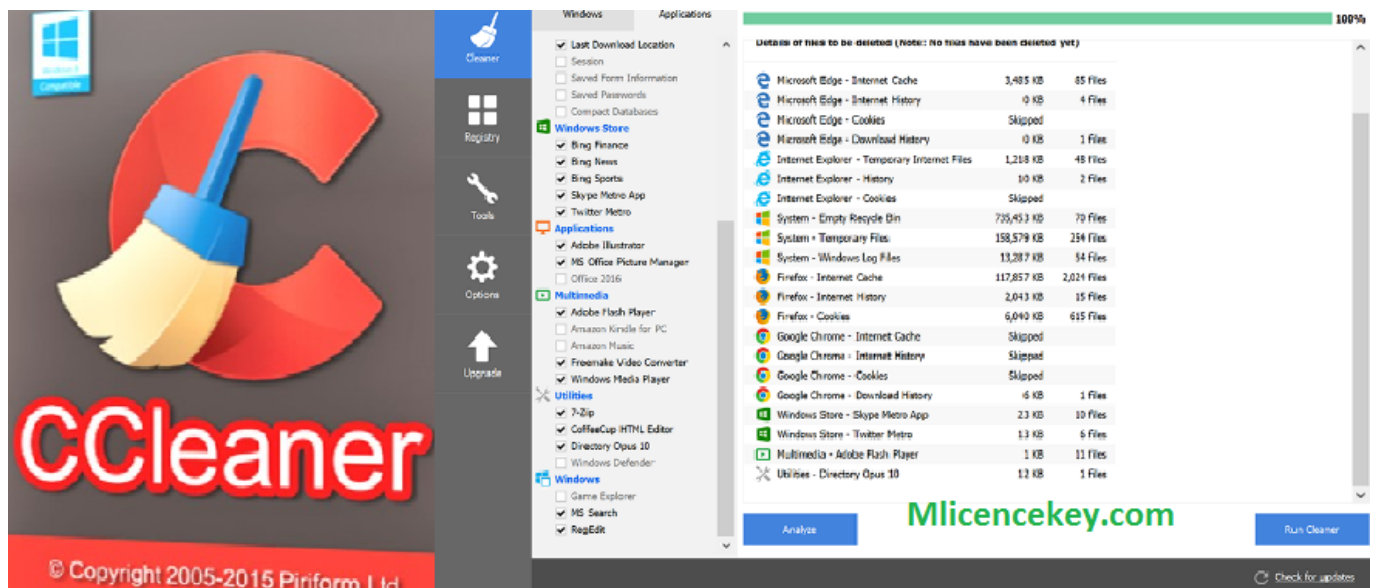 Windows 8
Compatible
CCleaner
© Copyright 2005-2015 Piriform Ltd
Cleaner
Registry
Tools
Options
Upgrade
Windows Applications
Last Download Location
Session
Saved Form Information
Saved Passwords
Compact Databases
Windows Store
Bing Finance
Bing News
Bing Sports
Skype Metro App
Twitter Metro
Applications
Adobe Illustrator
MS Office Picture Manager
Office 2016
Multimedia
Adobe Flash Player
Amazon Kindle for PC
Amazon Music
Freemake Video Converter
Windows Media Player
Utilities
7-Zip
CoffeeCup HTML Editor
Directory Opus 10
Windows Defender
Windows
Game Explorer
MS Search
RegEdit
100%
Details of files to be deleted (Note: No files have been deleted yet)
Microsoft Edge - Internet Cache 3,485 KB 85 files
Microsoft Edge - Internet History 0 KB 4 files
Microsoft Edge - Cookies Skipped
Microsoft Edge - Download History 0 KB 1 files
Internet Explorer - Temporary Internet Files 1,218 KB 48 files
Internet Explorer - History 10 KB 2 files
Internet Explorer - Cookies Skipped
System - Empty Recycle Bin 735,453 KB 70 files
System - Temporary Files 158,579 KB 254 files
System - Windows Log Files 13,287 KB 54 files
Firefox - Internet Cache 117,857 KB 2,024 files
Firefox - Internet History 2,043 KB 15 files
Firefox - Cookies 6,040 KB 615 files
Google Chrome - Internet Cache Skipped
Google Chrome - Internet History Skipped
Google Chrome - Cookies Skipped
Google Chrome - Download History 6 KB 1 files
Windows Store - Skype Metro App 23 KB 10 files
Windows Store - Twitter Metro 13 KB 6 files
Multimedia - Adobe Flash Player 1 KB 11 files
Utilities - Directory Opus 10 12 KB 1 files
Mlicencekey.com
Analyze
Run Cleaner
Check for updates